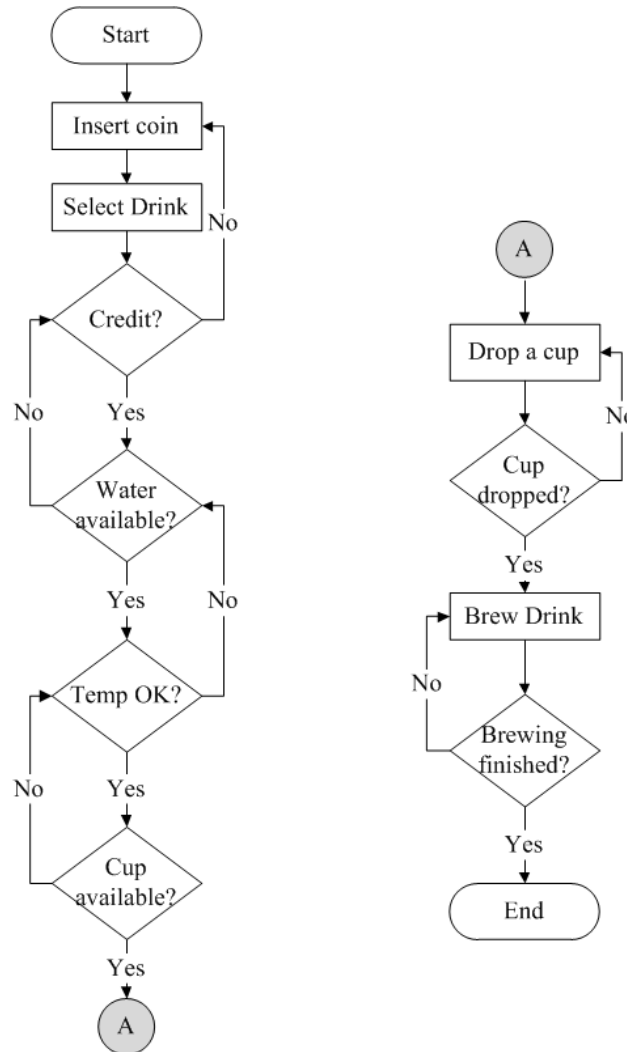 Start
Insert coin
Select Drink
No
Credit?
No
Yes
Water
available?
Yes
No
Temp OK?
No
Yes
Cup
available?
Yes
A
A
Drop a cup
No
Cup
dropped?
Yes
Brew Drink
No
Brewing
finished?
Yes
End